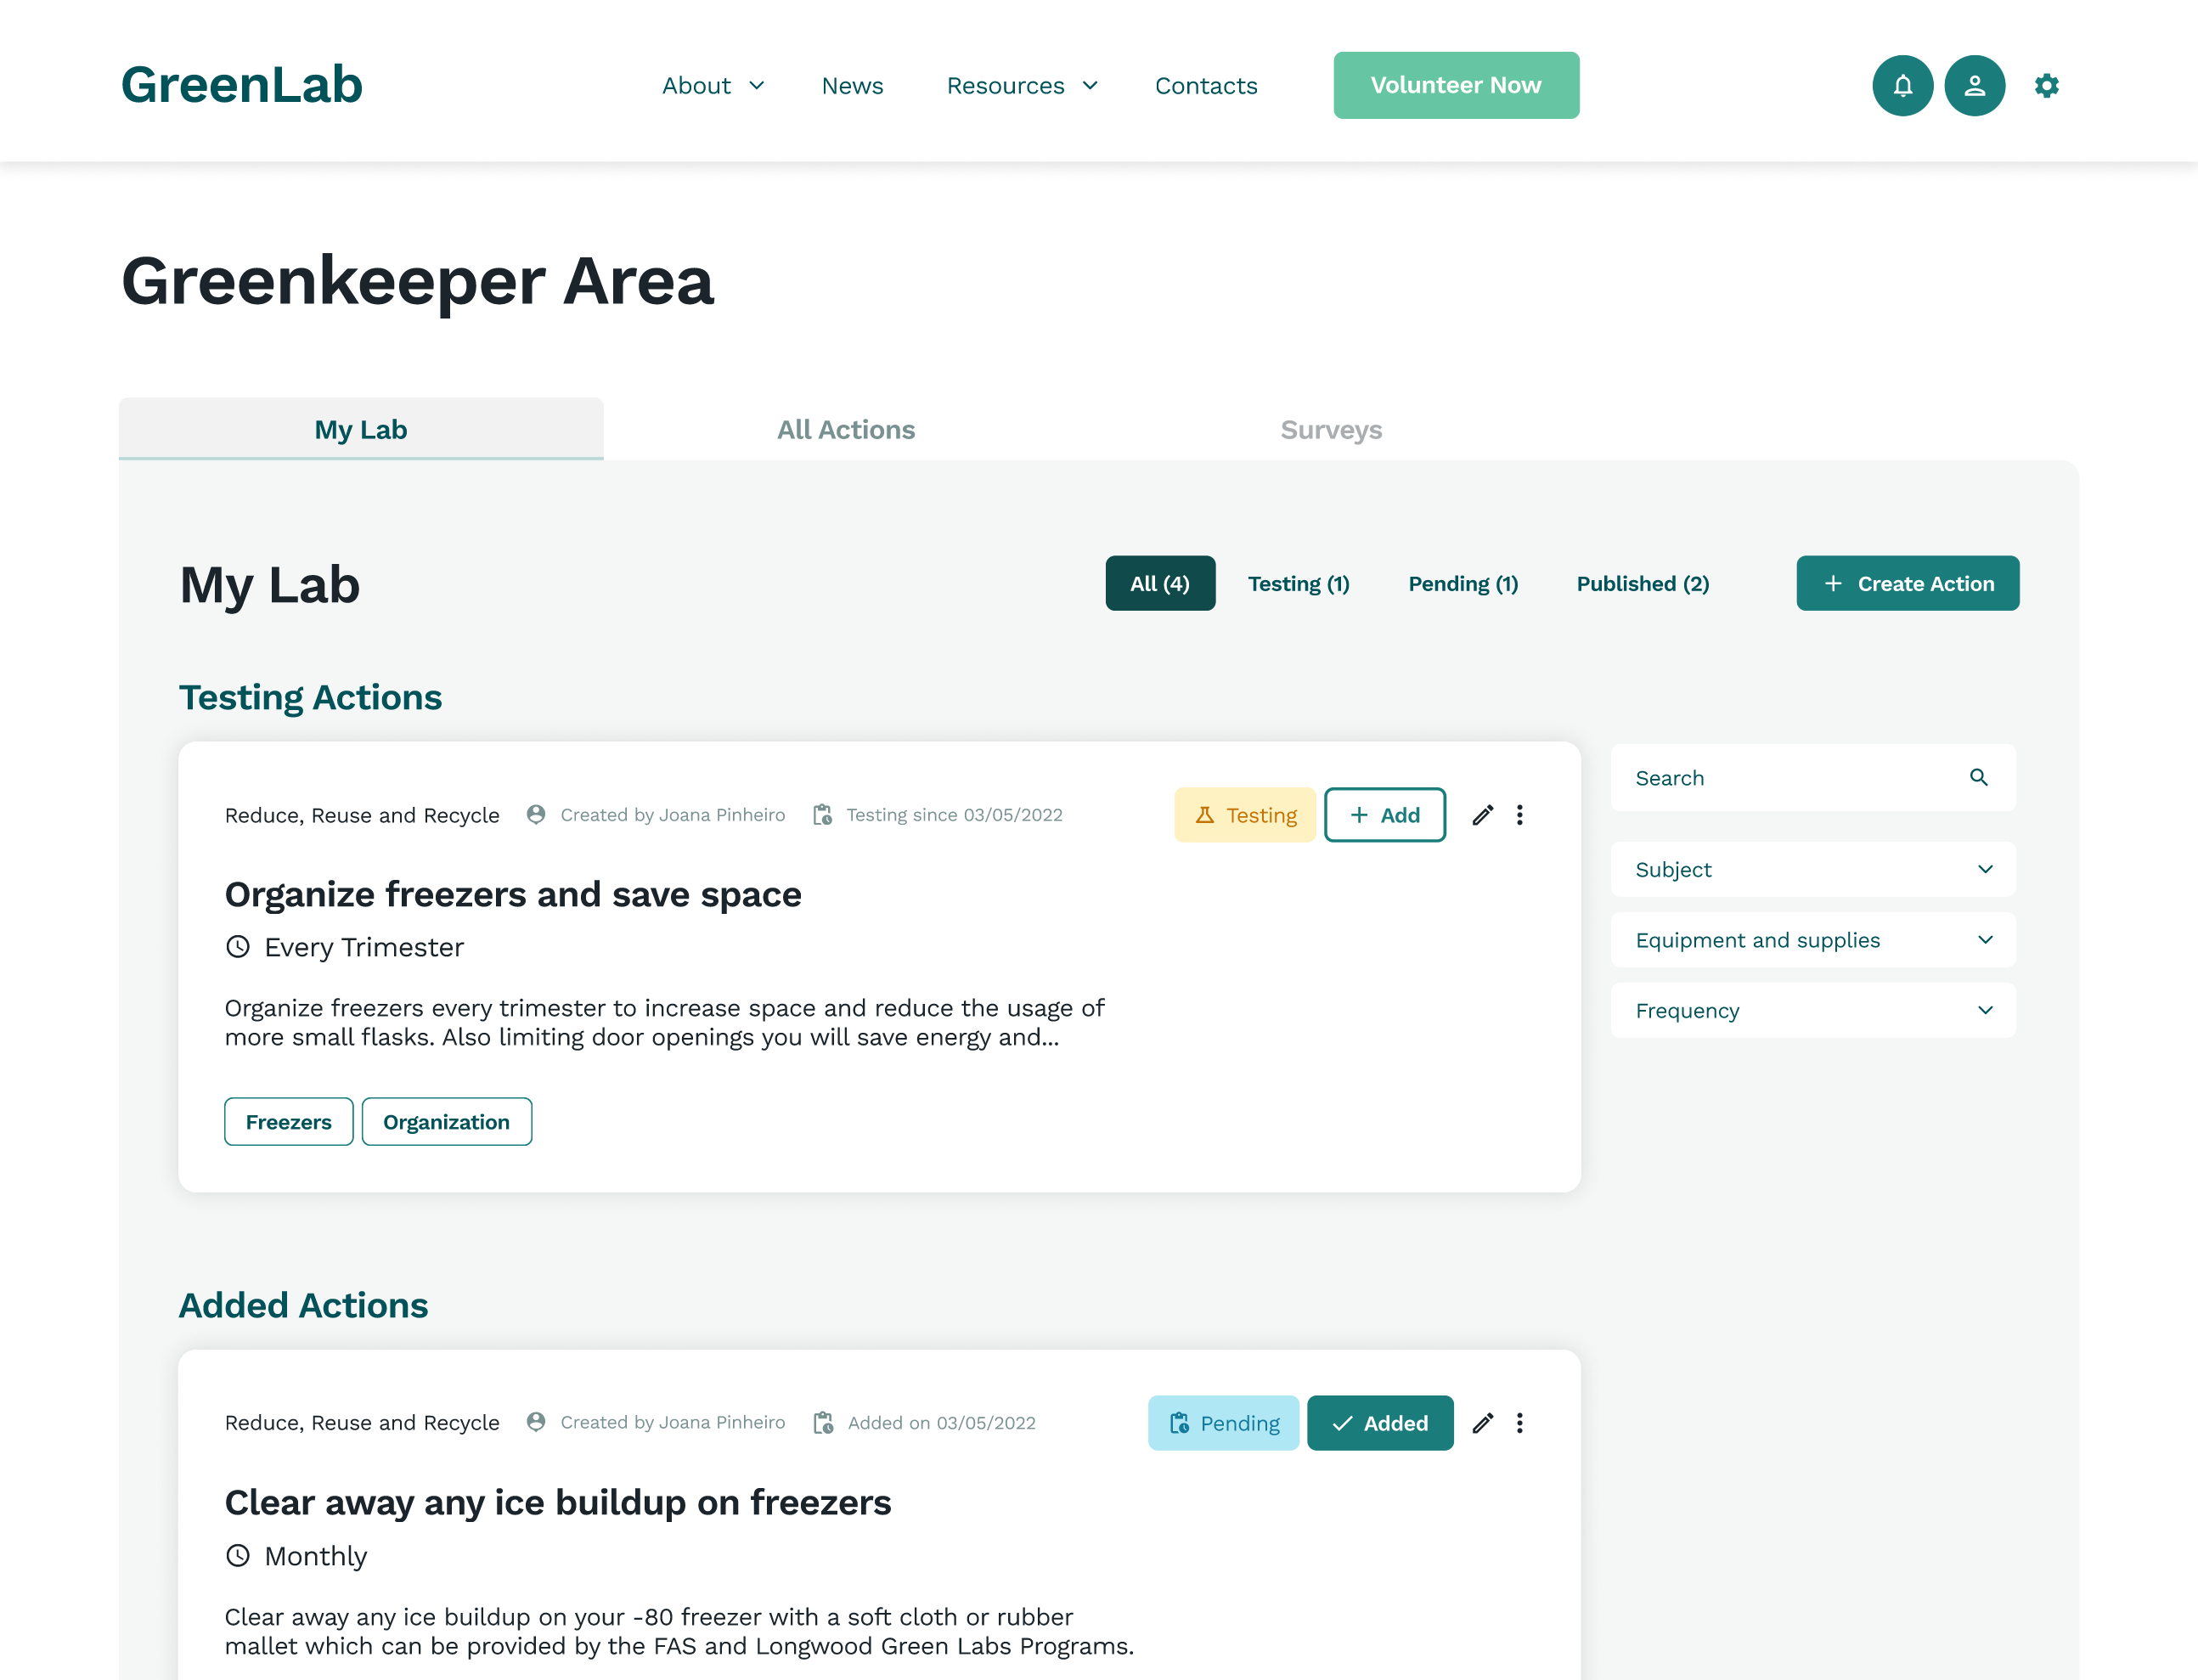 GreenLab
About
News
Resources
Contacts
Volunteer Now
Greenkeeper Area
My Lab
All Actions
Surveys
My Lab
All (4)
Testing (1)
Pending (1)
Published (2)
+ Create Action
Testing Actions
Reduce, Reuse and Recycle
Created by Joana Pinheiro
Testing since 03/05/2022
Testing
+ Add
Organize freezers and save space
Every Trimester
Organize freezers every trimester to increase space and reduce the usage of
more small flasks. Also limiting door openings you will save energy and...
Freezers
Organization
Search
Subject
Equipment and supplies
Frequency
Added Actions
Reduce, Reuse and Recycle
Created by Joana Pinheiro
Added on 03/05/2022
Pending
Added
Clear away any ice buildup on freezers
Monthly
Clear away any ice buildup on your -80 freezer with a soft cloth or rubber
mallet which can be provided by the FAS and Longwood Green Labs Programs.